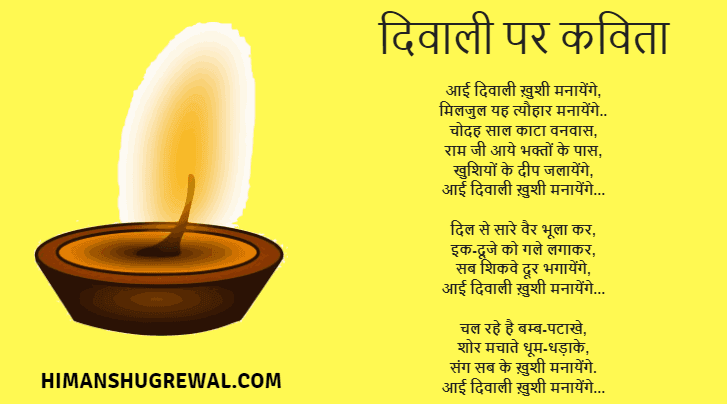 दिवाली पर कविता
आई दिवाली ख़ुशी मनायेंगे,
मिलजुल यह त्यौहार मनायेंगे..
चोदह साल काटा वनवास,
राम जी आये भक्तों के पास,
खुशियों के दीप जलायेंगे,
आई दिवाली ख़ुशी मनायेंगे...
दिल से सारे वैर भूला कर,
इक-दूजे को गले लगाकर,
सब शिकवे दूर भगायेंगे,
आई दिवाली ख़ुशी मनायेंगे...
चल रहे है बम्ब-पटाखे,
शोर मचाते धूम-धड़ाके,
संग सब के ख़ुशी मनायेंगे.
आई दिवाली ख़ुशी मनायेंगे...
HIMANSHUGREWAL.COM